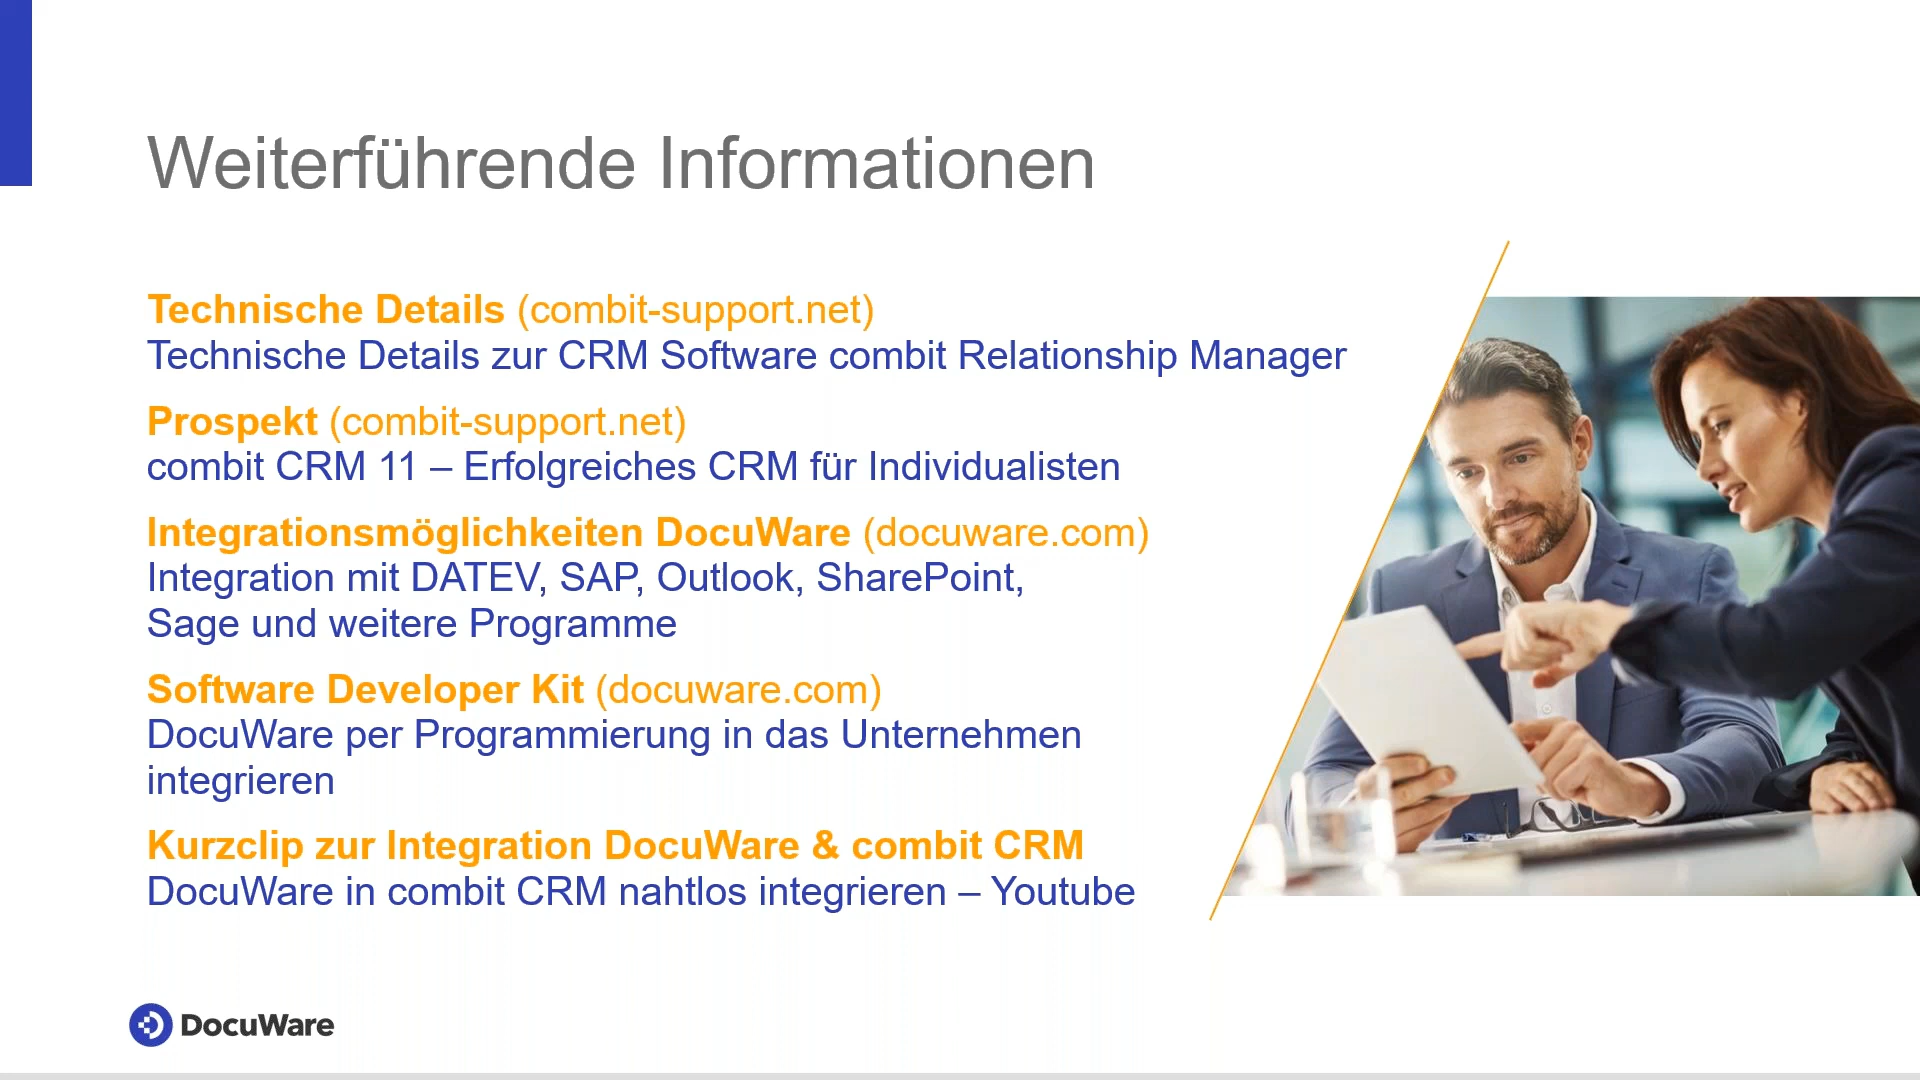 Weiterführende Informationen
Technische Details (combit-support.net)
Technische Details zur CRM Software combit Relationship Manager
Prospekt (combit-support.net)
combit CRM 11 – Erfolgreiches CRM für Individualisten
Integrationsmöglichkeiten DocuWare (docuware.com)
Integration mit DATEV, SAP, Outlook, SharePoint,
Sage und weitere Programme
Software Developer Kit (docuware.com)
DocuWare per Programmierung in das Unternehmen
integrieren
Kurzclip zur Integration DocuWare & combit CRM
DocuWare in combit CRM nahtlos integrieren – Youtube
DocuWare